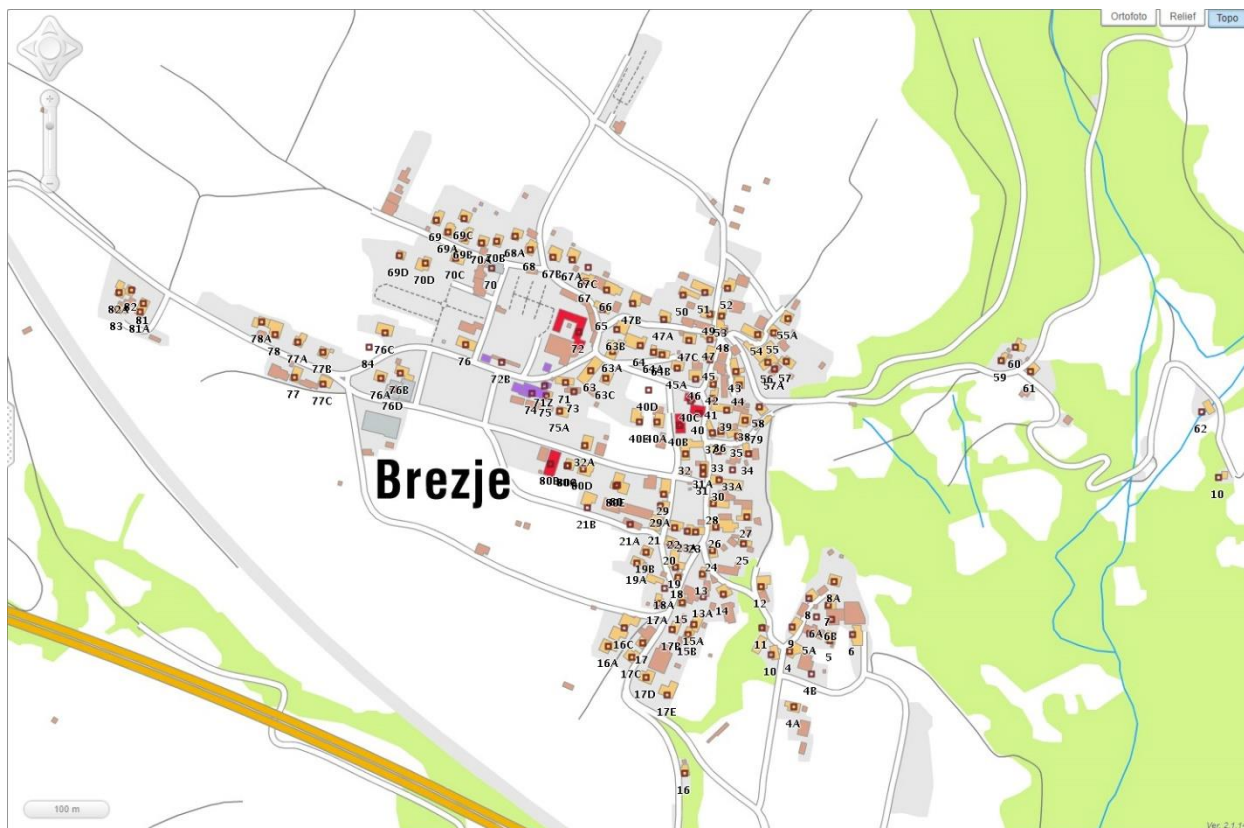 Ortofoto Relief Topo
69 69C
69A 69B 70A 70B 68A
69D 70D 70C 70 68 67B 67A 67C
67 66
82A 82 81
83 81A
50 51 52
65 47B 47A 49 53
78A 78 77A 77B
76C 84 76 72 63B 64 64A 64B 47C 47 48 54 55 55A
77 77C 76A 76B 76D
72B 71Z 71 63 63A 63C 45A 45 43 56 57 57A
59 60 61
74 75 73 75A 40D 46 42 44
40E 40A 40B 40C 41 40 39 38 58 79
62
Brezje
32A 80D 32 33 36 35 34
31A 31 33A 30
10
21B 29 29A 28 27
21A 21 22 23A 23 26 25
19B 20 24
19A 19 18 13
18A 17A 15 13A 14 12 8 8A
16C 17 17B 15A 15B 11 9 6A 7 6B
16A 17C 10 4 5A 5 6
17D 17E 4B
4A
16
100 m
Ver. 2.1.1